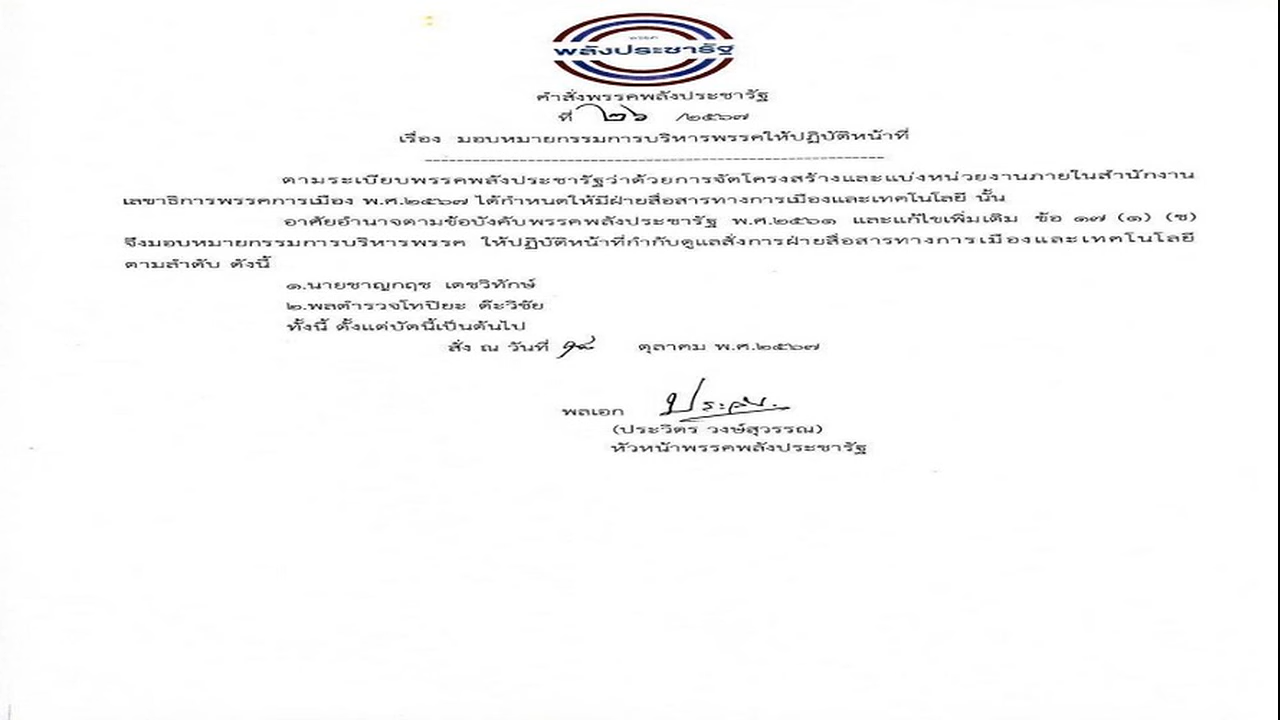 พรรค
พลังประชารัฐ
คำสั่งพรรคพลังประชารัฐ
ที่ ๒๖ /๒๕๖๗
เรื่อง มอบหมายกรรมการบริหารพรรคให้ปฏิบัติหน้าที่
ตามระเบียบพรรคพลังประชารัฐว่าด้วยการจัดโครงสร้างและแบ่งหน่วยงานภายในสำนักงาน
เลขาธิการพรรคการเมือง พ.ศ.๒๕๖๗ ได้กำหนดให้มีฝ่ายสื่อสารทางการเมืองและเทคโนโลยี นั้น
อาศัยอำนาจตามข้อบังคับพรรคพลังประชารัฐ พ.ศ.๒๕๖๑ และแก้ไขเพิ่มเติม ข้อ ๑๗ (๑) (ซ)
จึงมอบหมายกรรมการบริหารพรรค ให้ปฏิบัติหน้าที่กำกับดูแลสั่งการฝ่ายสื่อสารทางการเมืองและเทคโนโลยี
ตามลำดับ ดังนี้
๑.นายชาญกฤช เดชวิทักษ์
๒.พลตำรวจโทปิยะ ต๊ะวิชัย
ทั้งนี้ ตั้งแต่บัดนี้เป็นต้นไป
สั่ง ณ วันที่ ๑๘ ตุลาคม พ.ศ.๒๕๖๗
พลเอก
(ประวิตร วงษ์สุวรรณ)
หัวหน้าพรรคพลังประชารัฐ